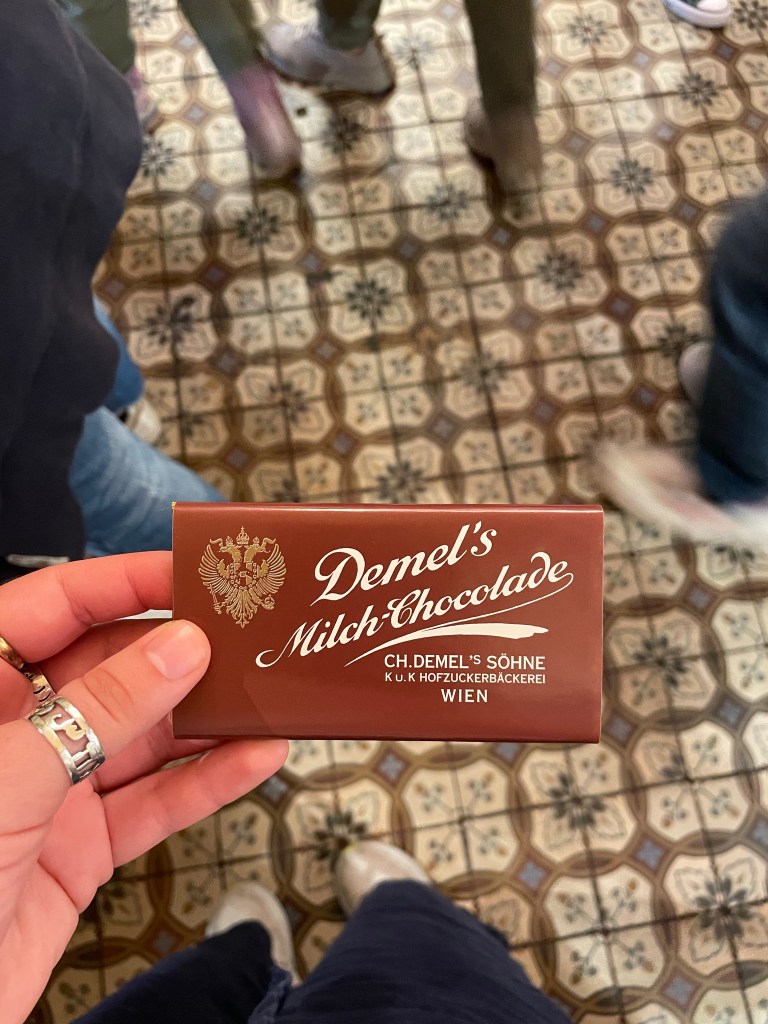 Demel's
Milch-Chocolade
CH.DEMEL'S SÖHNE
K u. K HOFZUCKERBÄCKEREI
WIEN